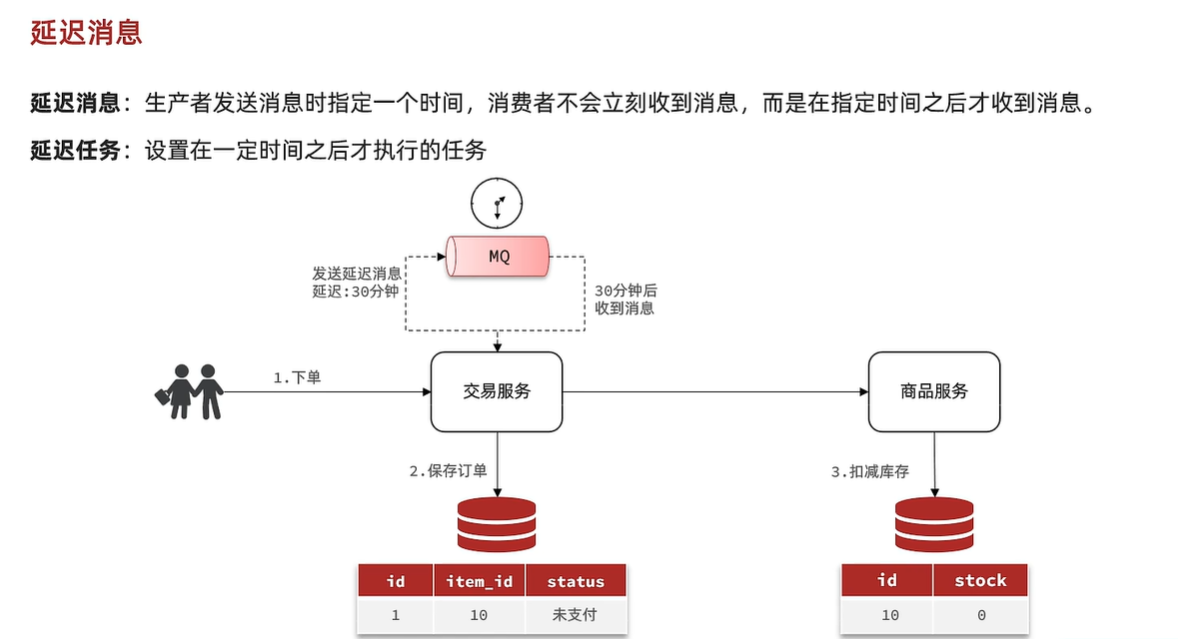 延迟消息
延迟消息：生产者发送消息时指定一个时间，消费者不会立刻收到消息，而是在指定时间之后才收到消息。
延迟任务：设置在一定时间之后才执行的任务
MQ
发送延迟消息
延迟:30分钟
30分钟后
收到消息
1.下单
交易服务
商品服务
2.保存订单
3.扣减库存
id item_id status
1 10 未支付
id stock
10 0